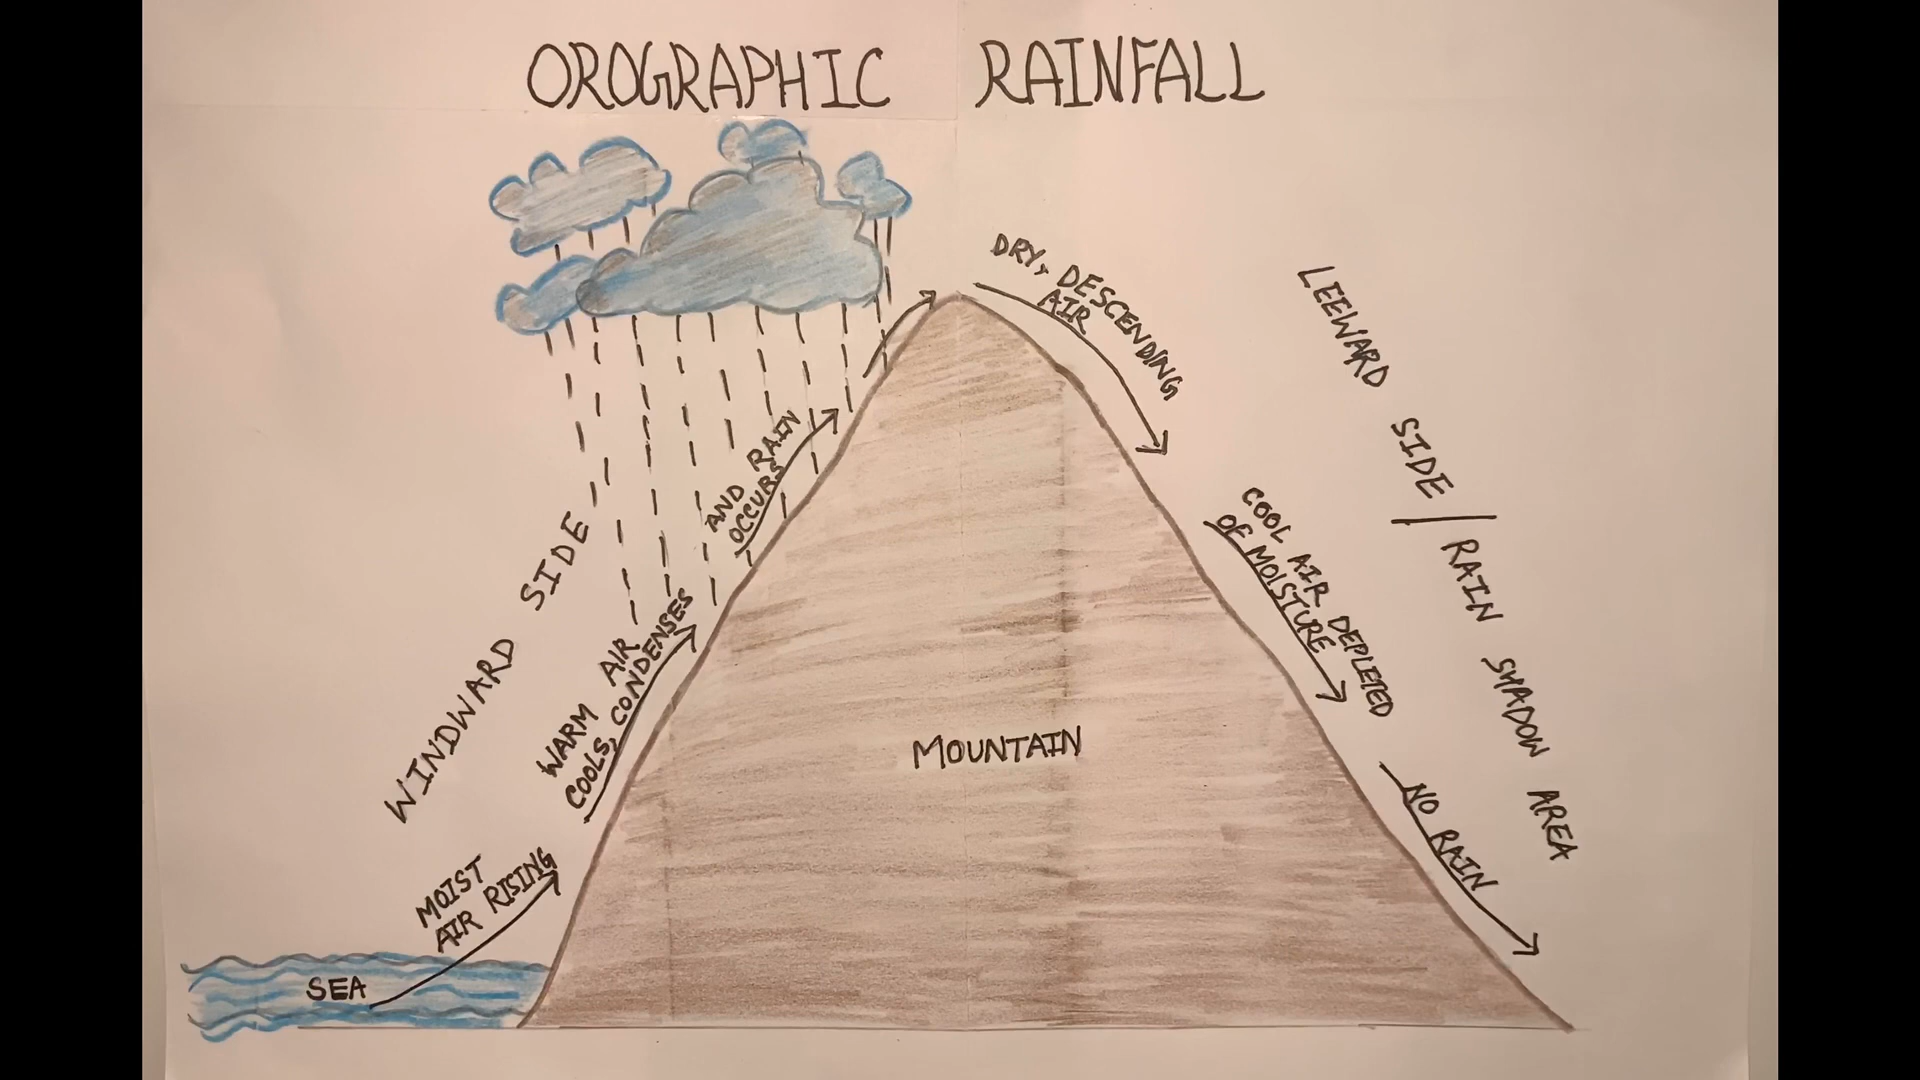 OROGRAPHIC RAINFALL
WINDWARD SIDE
MOIST
AIR RISING
WARM AIR
COOLS, CONDENSES
AND RAIN
OCCURS
DRY, DESCENDING
AIR
COOL AIR DEPLETED
OF MOISTURE
NO RAIN
LEEWARD SIDE / RAIN SHADOW AREA
MOUNTAIN
SEA